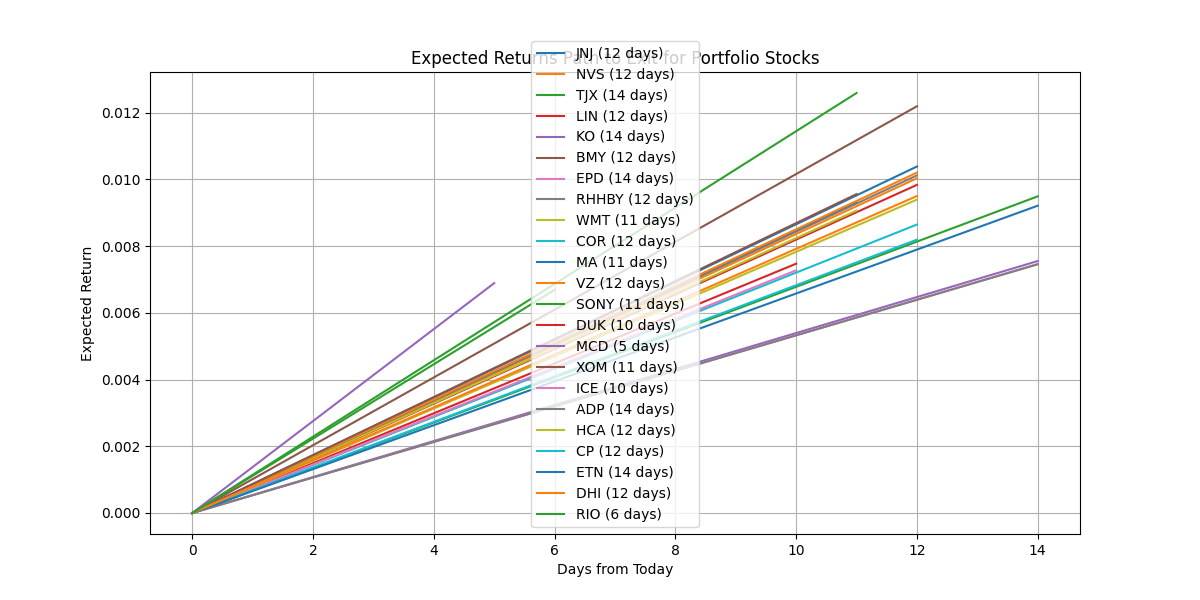 Expected Returns Path to Exit for Portfolio Stocks
JNJ (12 days)
NVS (12 days)
TJX (14 days)
LIN (12 days)
KO (14 days)
BMY (12 days)
EPD (14 days)
RHHBY (12 days)
WMT (11 days)
COR (12 days)
MA (11 days)
VZ (12 days)
SONY (11 days)
DUK (10 days)
MCD (5 days)
XOM (11 days)
ICE (10 days)
ADP (14 days)
HCA (12 days)
CP (12 days)
ETN (14 days)
DHI (12 days)
RIO (6 days)
0.012
0.010
0.008
0.006
0.004
0.002
0.000
Expected Return
0 2 4 6 8 10 12 14
Days from Today